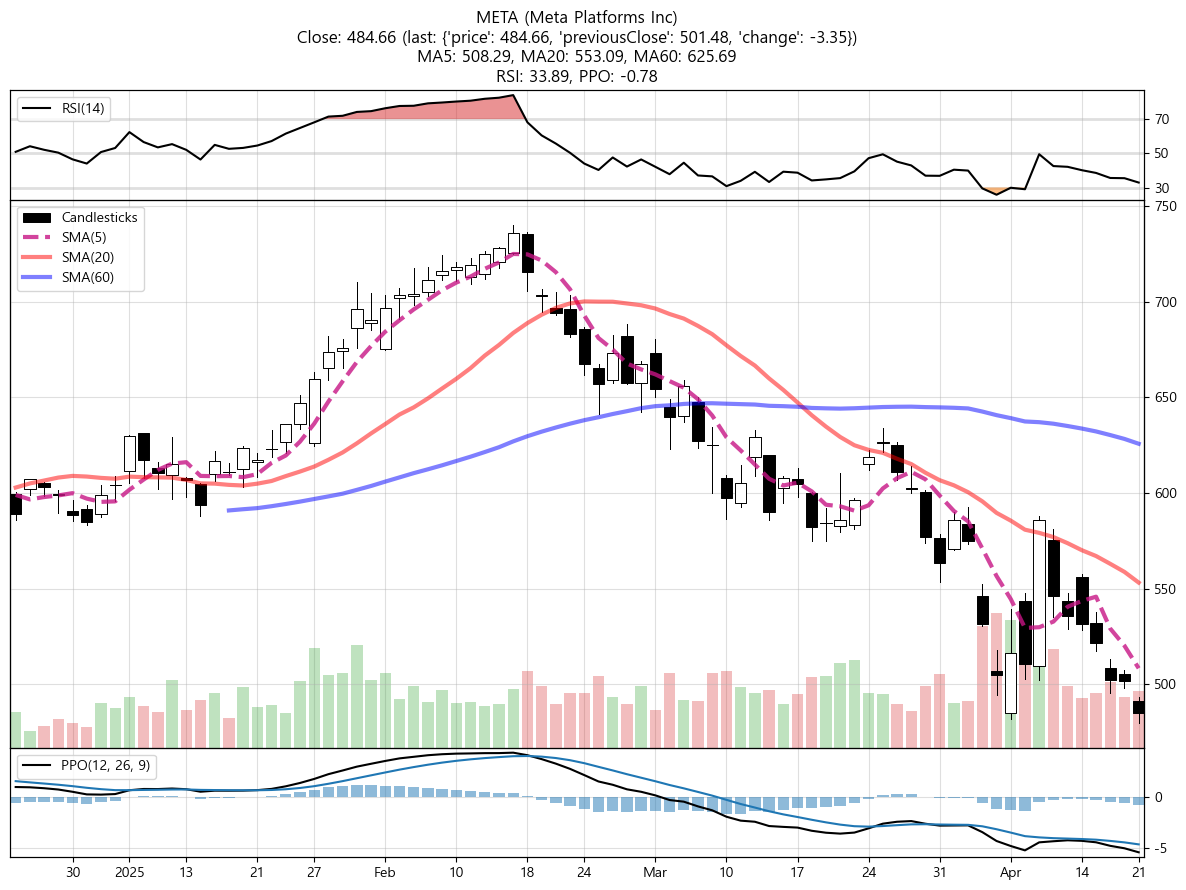 META (Meta Platforms Inc)
Close: 484.66 (last: {'price': 484.66, 'previousClose': 501.48, 'change': -3.35})
MA5: 508.29, MA20: 553.09, MA60: 625.69
RSI: 33.89, PPO: -0.78
RSI(14)
70
50
30
Candlesticks
SMA(5)
SMA(20)
SMA(60)
750
700
650
600
550
500
PPO(12, 26, 9)
0
-5
30 2025 13 21 27 Feb 10 18 24 Mar 10 17 24 31 Apr 14 21